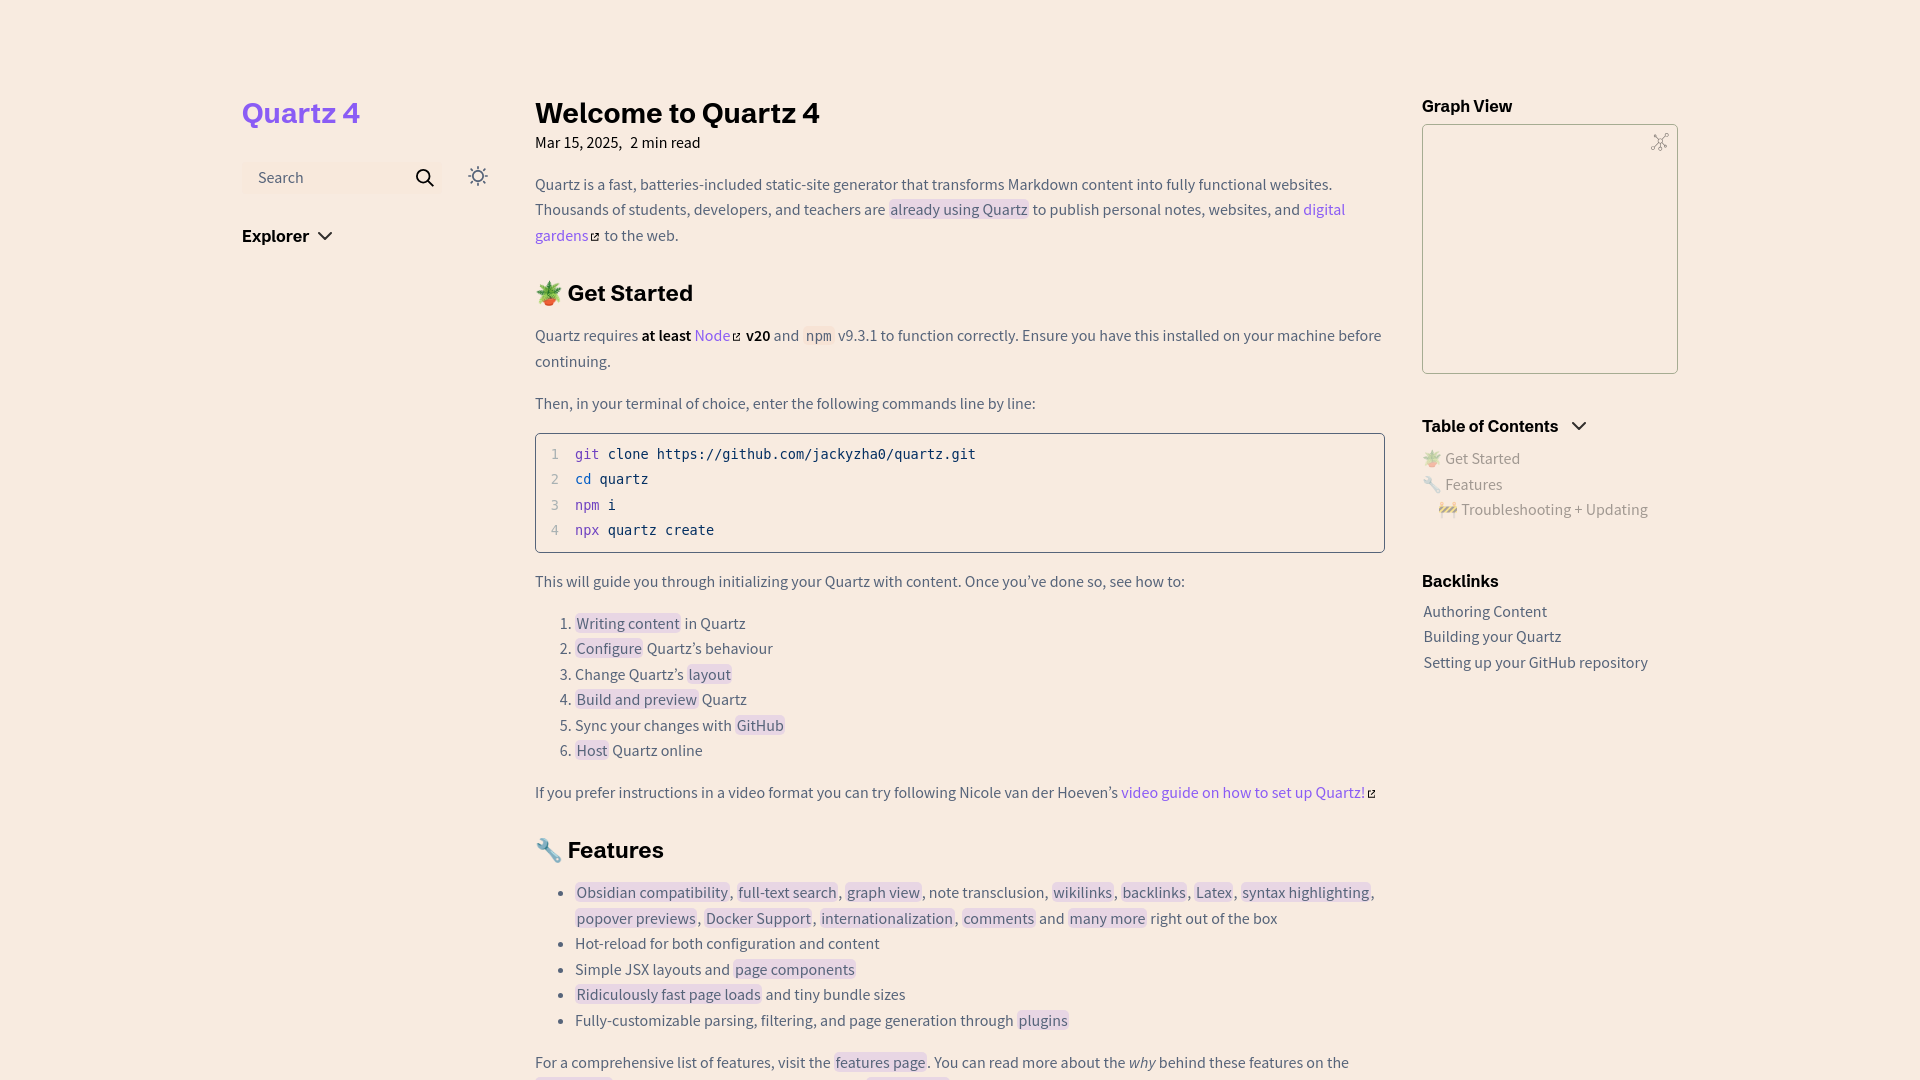 Quartz 4
Search
Explorer
Welcome to Quartz 4
Mar 15, 2025, 2 min read
Quartz is a fast, batteries-included static-site generator that transforms Markdown content into fully functional websites.
Thousands of students, developers, and teachers are already using Quartz to publish personal notes, websites, and digital
gardens to the web.
🪴 Get Started
Quartz requires at least Node v20 and npm v9.3.1 to function correctly. Ensure you have this installed on your machine before
continuing.
Then, in your terminal of choice, enter the following commands line by line:
1 git clone https://github.com/jackyzha0/quartz.git
2 cd quartz
3 npm i
4 npx quartz create
This will guide you through initializing your Quartz with content. Once you’ve done so, see how to:
1. Writing content in Quartz
2. Configure Quartz’s behaviour
3. Change Quartz’s layout
4. Build and preview Quartz
5. Sync your changes with GitHub
6. Host Quartz online
If you prefer instructions in a video format you can try following Nicole van der Hoeven’s video guide on how to set up Quartz!
🔧 Features
• Obsidian compatibility, full-text search, graph view, note transclusion, wikilinks, backlinks, Latex, syntax highlighting,
popover previews, Docker Support, internationalization, comments and many more right out of the box
• Hot-reload for both configuration and content
• Simple JSX layouts and page components
• Ridiculously fast page loads and tiny bundle sizes
• Fully-customizable parsing, filtering, and page generation through plugins
For a comprehensive list of features, visit the features page. You can read more about the why behind these features on the
Graph View
Table of Contents
🪴 Get Started
🔧 Features
🚧 Troubleshooting + Updating
Backlinks
Authoring Content
Building your Quartz
Setting up your GitHub repository